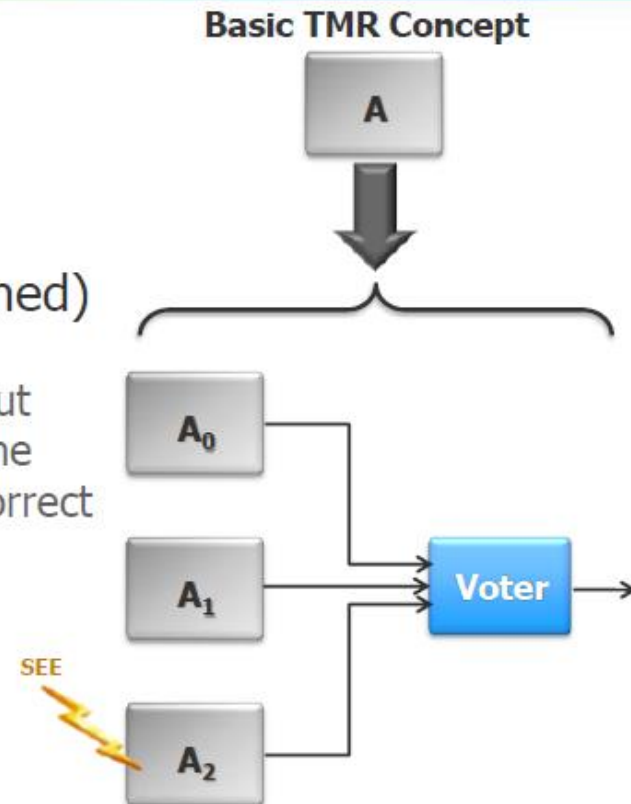 Basic TMR Concept
A
A₀
A₁
Voter
SEE
A₂